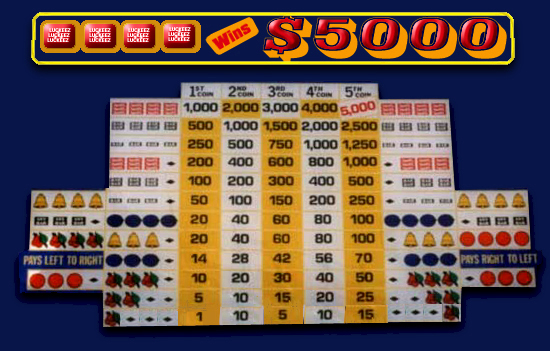 Wins $5000
1ST COIN 2ND COIN 3RD COIN 4TH COIN 5TH COIN
1,000 2,000 3,000 4,000 5,000
500 1,000 1,500 2,000 2,500
250 500 750 1,000 1,250
200 400 600 800 1,000
100 200 300 400 500
50 100 150 200 250
20 40 60 80 100
20 40 60 80 100
PAYS LEFT TO RIGHT 14 28 42 56 70 PAYS RIGHT TO LEFT
10 20 30 40 50
5 10 15 20 25
1 10 5 10 15